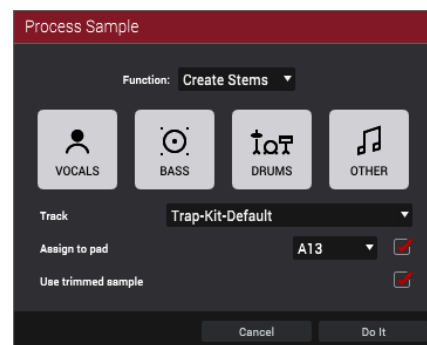 Process Sample
Function: Create Stems
VOCALS BASS DRUMS OTHER
Track Trap-Kit-Default
Assign to pad A13
Use trimmed sample
Cancel Do It